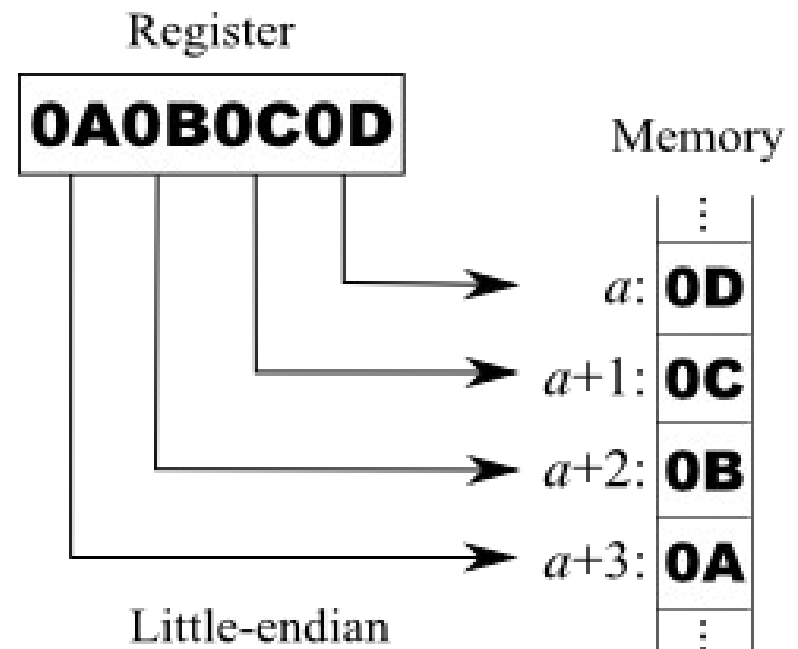 Register
0A0B0C0D
Memory
⋮
a: 0D
a+1: 0C
a+2: 0B
a+3: 0A
⋮
Little-endian